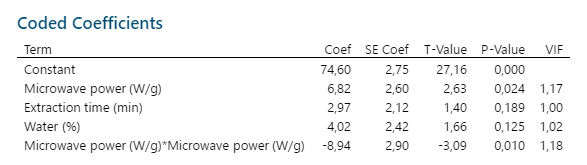 Coded Coefficients
Term Coef SE Coef T-Value P-Value VIF
Constant 74,60 2,75 27,16 0,000
Microwave power (W/g) 6,82 2,60 2,63 0,024 1,17
Extraction time (min) 2,97 2,12 1,40 0,189 1,00
Water (%) 4,02 2,42 1,66 0,125 1,02
Microwave power (W/g)*Microwave power (W/g) -8,94 2,90 -3,09 0,010 1,18